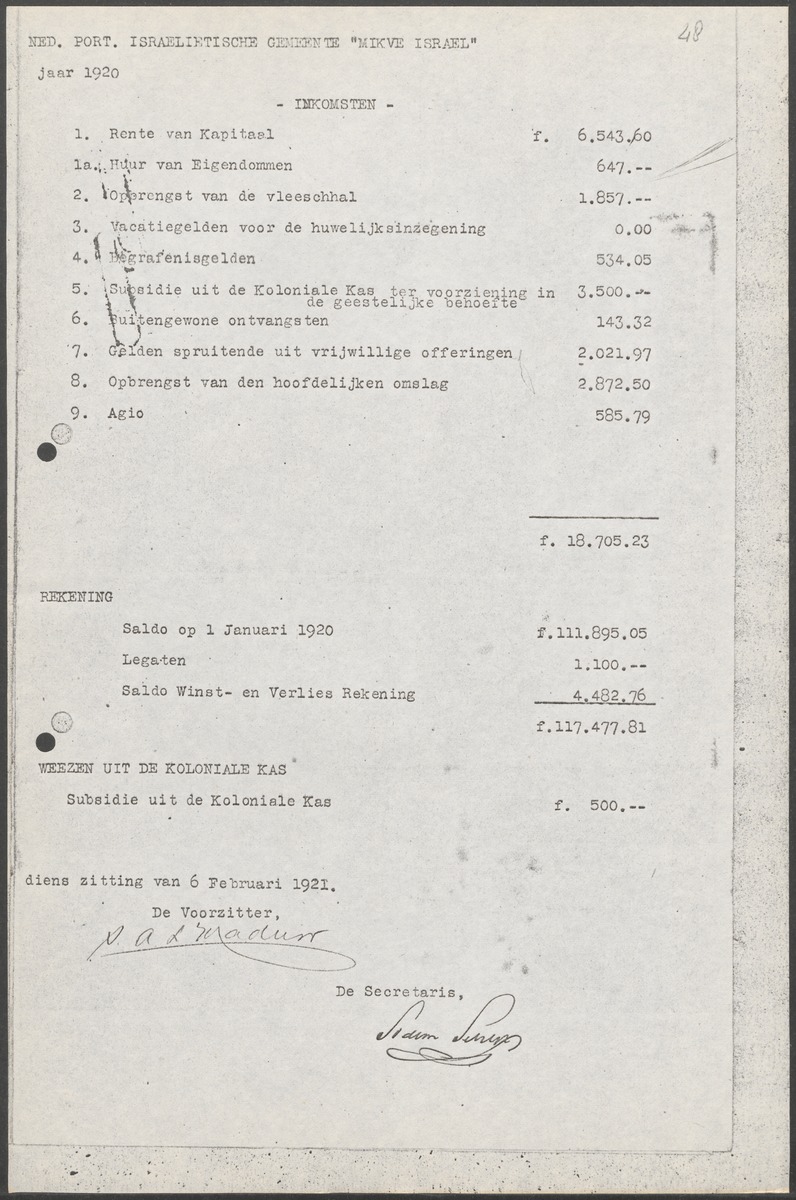 48
NED. PORT. ISRAELIETISCHE GEMEENTE "MIKVE ISRAEL"
jaar 1920
- INKOMSTEN -
1. Rente van Kapitaal f. 6.543.60
1a. Huur van Eigendommen 647.--
2. Opbrengst van de vleeschhal 1.857.--
3. Vacatiegelden voor de huwelijksinzegening 0.00
4. Begrafenisgelden 534.05
5. Subsidie uit de Koloniale Kas ter voorziening in 3.500.--
de geestelijke behoefte
6. Buitengewone ontvangsten 143.32
7. Gelden spruitende uit vrijwillige offeringen 2.021.97
8. Opbrengst van den hoofdelijken omslag 2.872.50
9. Agio 585.79
f. 18.705.23
REKENING
Saldo op 1 Januari 1920 f.111.895.05
Legaten 1.100.--
Saldo Winst- en Verlies Rekening 4.482.76
f.117.477.81
WEEZEN UIT DE KOLONIALE KAS
Subsidie uit de Koloniale Kas f. 500.--
diens zitting van 6 Februari 1921.
De Voorzitter,
S. A. L. Maduro
De Secretaris,